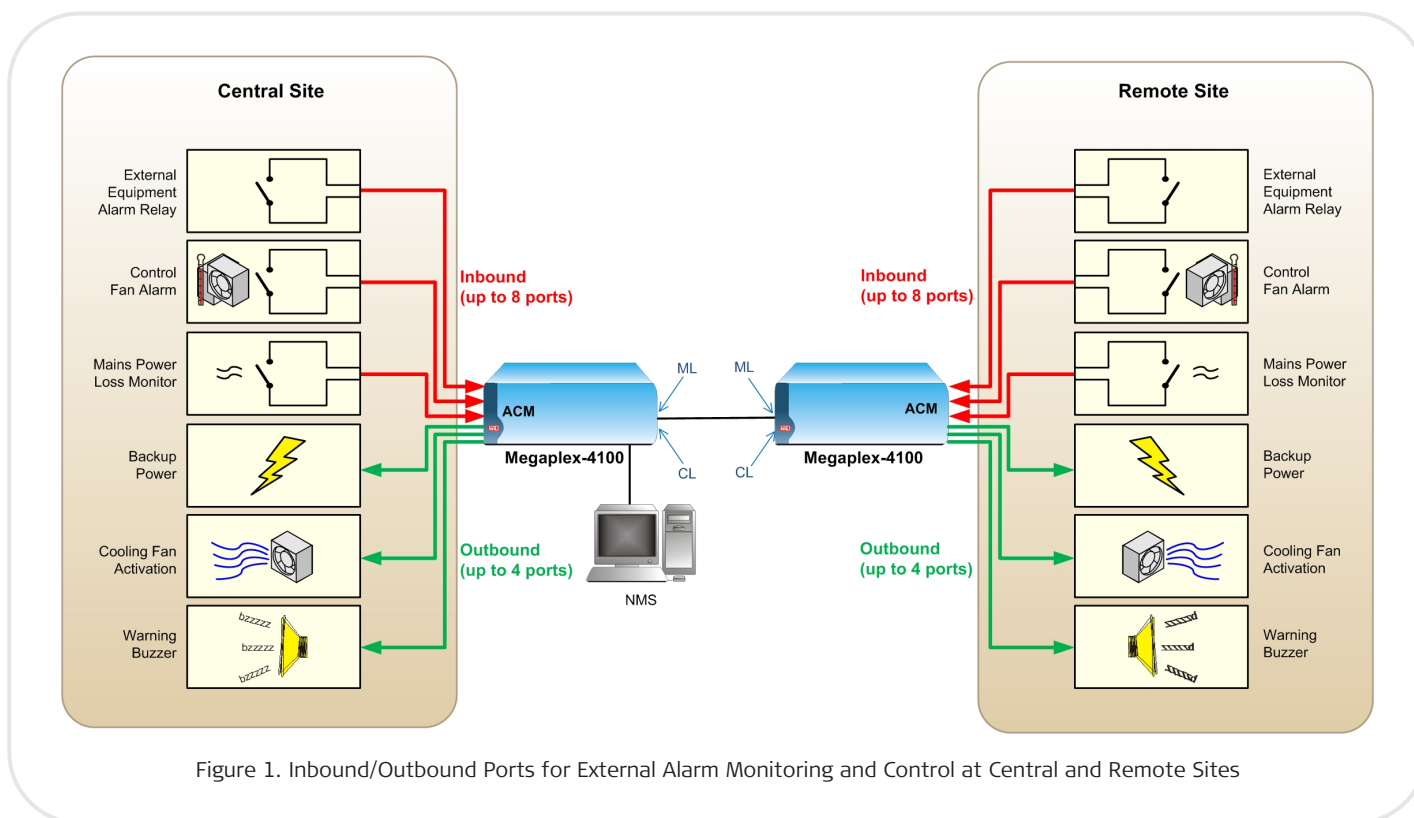 Central Site
External
Equipment
Alarm Relay
Control
Fan Alarm
Mains Power
Loss Monitor
Backup
Power
Cooling Fan
Activation
Warning
Buzzer
bzzzzz
bzzzzz
bzzzzz
Inbound
(up to 8 ports)
Outbound
(up to 4 ports)
ACM
RAD
Megaplex-4100
ML
CL
NMS
ML
CL
ACM
RAD
Megaplex-4100
Inbound
(up to 8 ports)
Outbound
(up to 4 ports)
Remote Site
External
Equipment
Alarm Relay
Control
Fan Alarm
Mains Power
Loss Monitor
Backup
Power
Cooling Fan
Activation
Warning
Buzzer
Figure 1. Inbound/Outbound Ports for External Alarm Monitoring and Control at Central and Remote Sites